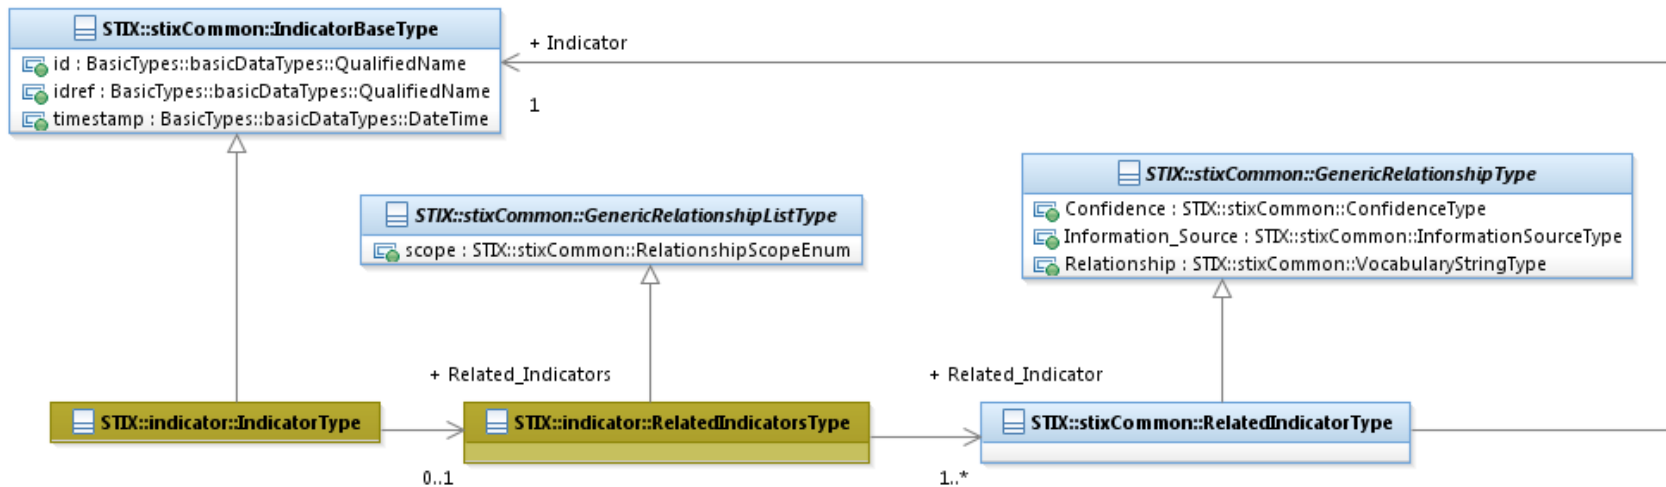 STIX::stixCommon::IndicatorBaseType
id : BasicTypes::basicDataTypes::QualifiedName
idref : BasicTypes::basicDataTypes::QualifiedName
timestamp : BasicTypes::basicDataTypes::DateTime
+ Indicator
1
STIX::stixCommon::GenericRelationshipListType
scope : STIX::stixCommon::RelationshipScopeEnum
STIX::stixCommon::GenericRelationshipType
Confidence : STIX::stixCommon::ConfidenceType
Information_Source : STIX::stixCommon::InformationSourceType
Relationship : STIX::stixCommon::VocabularyStringType
+ Related_Indicators
+ Related_Indicator
STIX::indicator::IndicatorType
STIX::indicator::RelatedIndicatorsType
STIX::stixCommon::RelatedIndicatorType
0..1
1..*